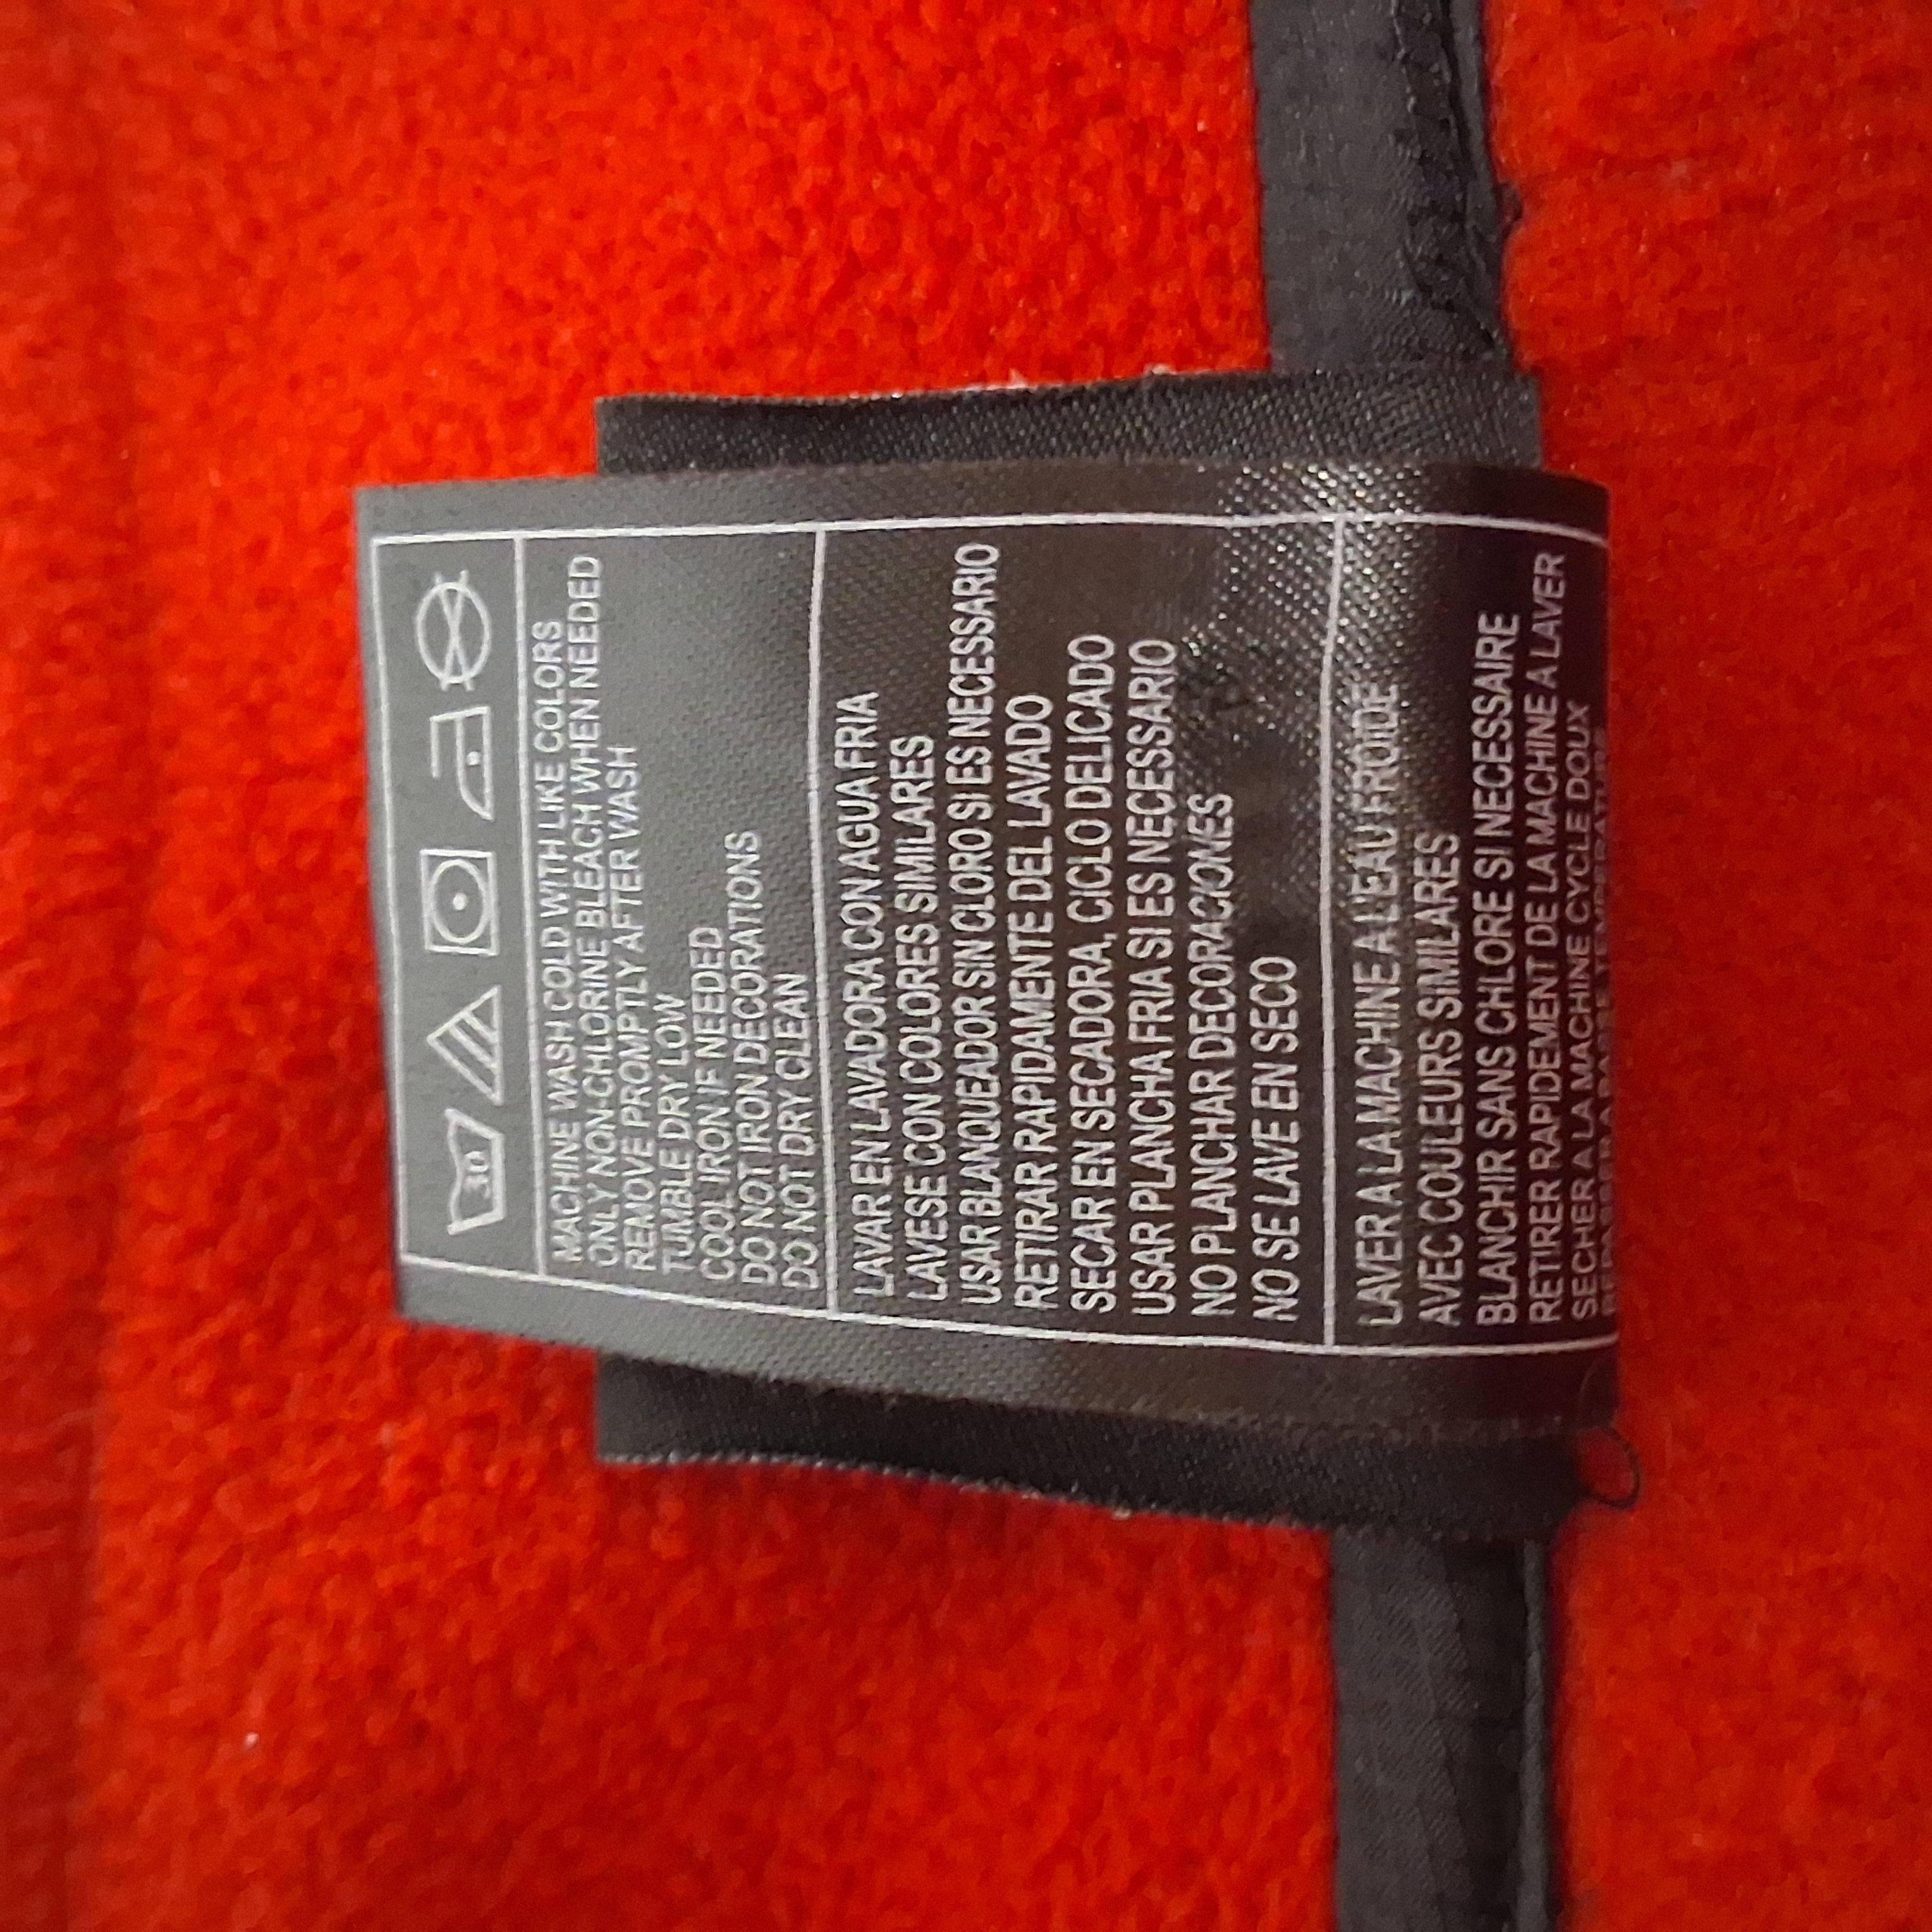 30
MACHINE WASH COLD WITH LIKE COLORS
ONLY NON-CHLORINE BLEACH WHEN NEEDED
REMOVE PROMPTLY AFTER WASH
TUMBLE DRY LOW
COOL IRON IF NEEDED
DO NOT IRON DECORATIONS
DO NOT DRY CLEAN
LAVAR EN LAVADORA CON AGUA FRIA
LAVESE CON COLORES SIMILARES
USAR BLANQUEADOR SIN CLORO SI ES NECESSARIO
RETIRAR RAPIDAMENTE DEL LAVADO
SECAR EN SECADORA, CICLO DELICADO
USAR PLANCHA FRIA SI ES NECESSARIO
NO PLANCHAR DECORACIONES
NO SE LAVE EN SECO
LAVER A LA MACHINE A L'EAU FROIDE
AVEC COULEURS SIMILARES
BLANCHIR SANS CHLORE SI NECESSAIRE
RETIRER RAPIDEMENT DE LA MACHINE A LAVER
SECHER A LA MACHINE CYCLE DOUX